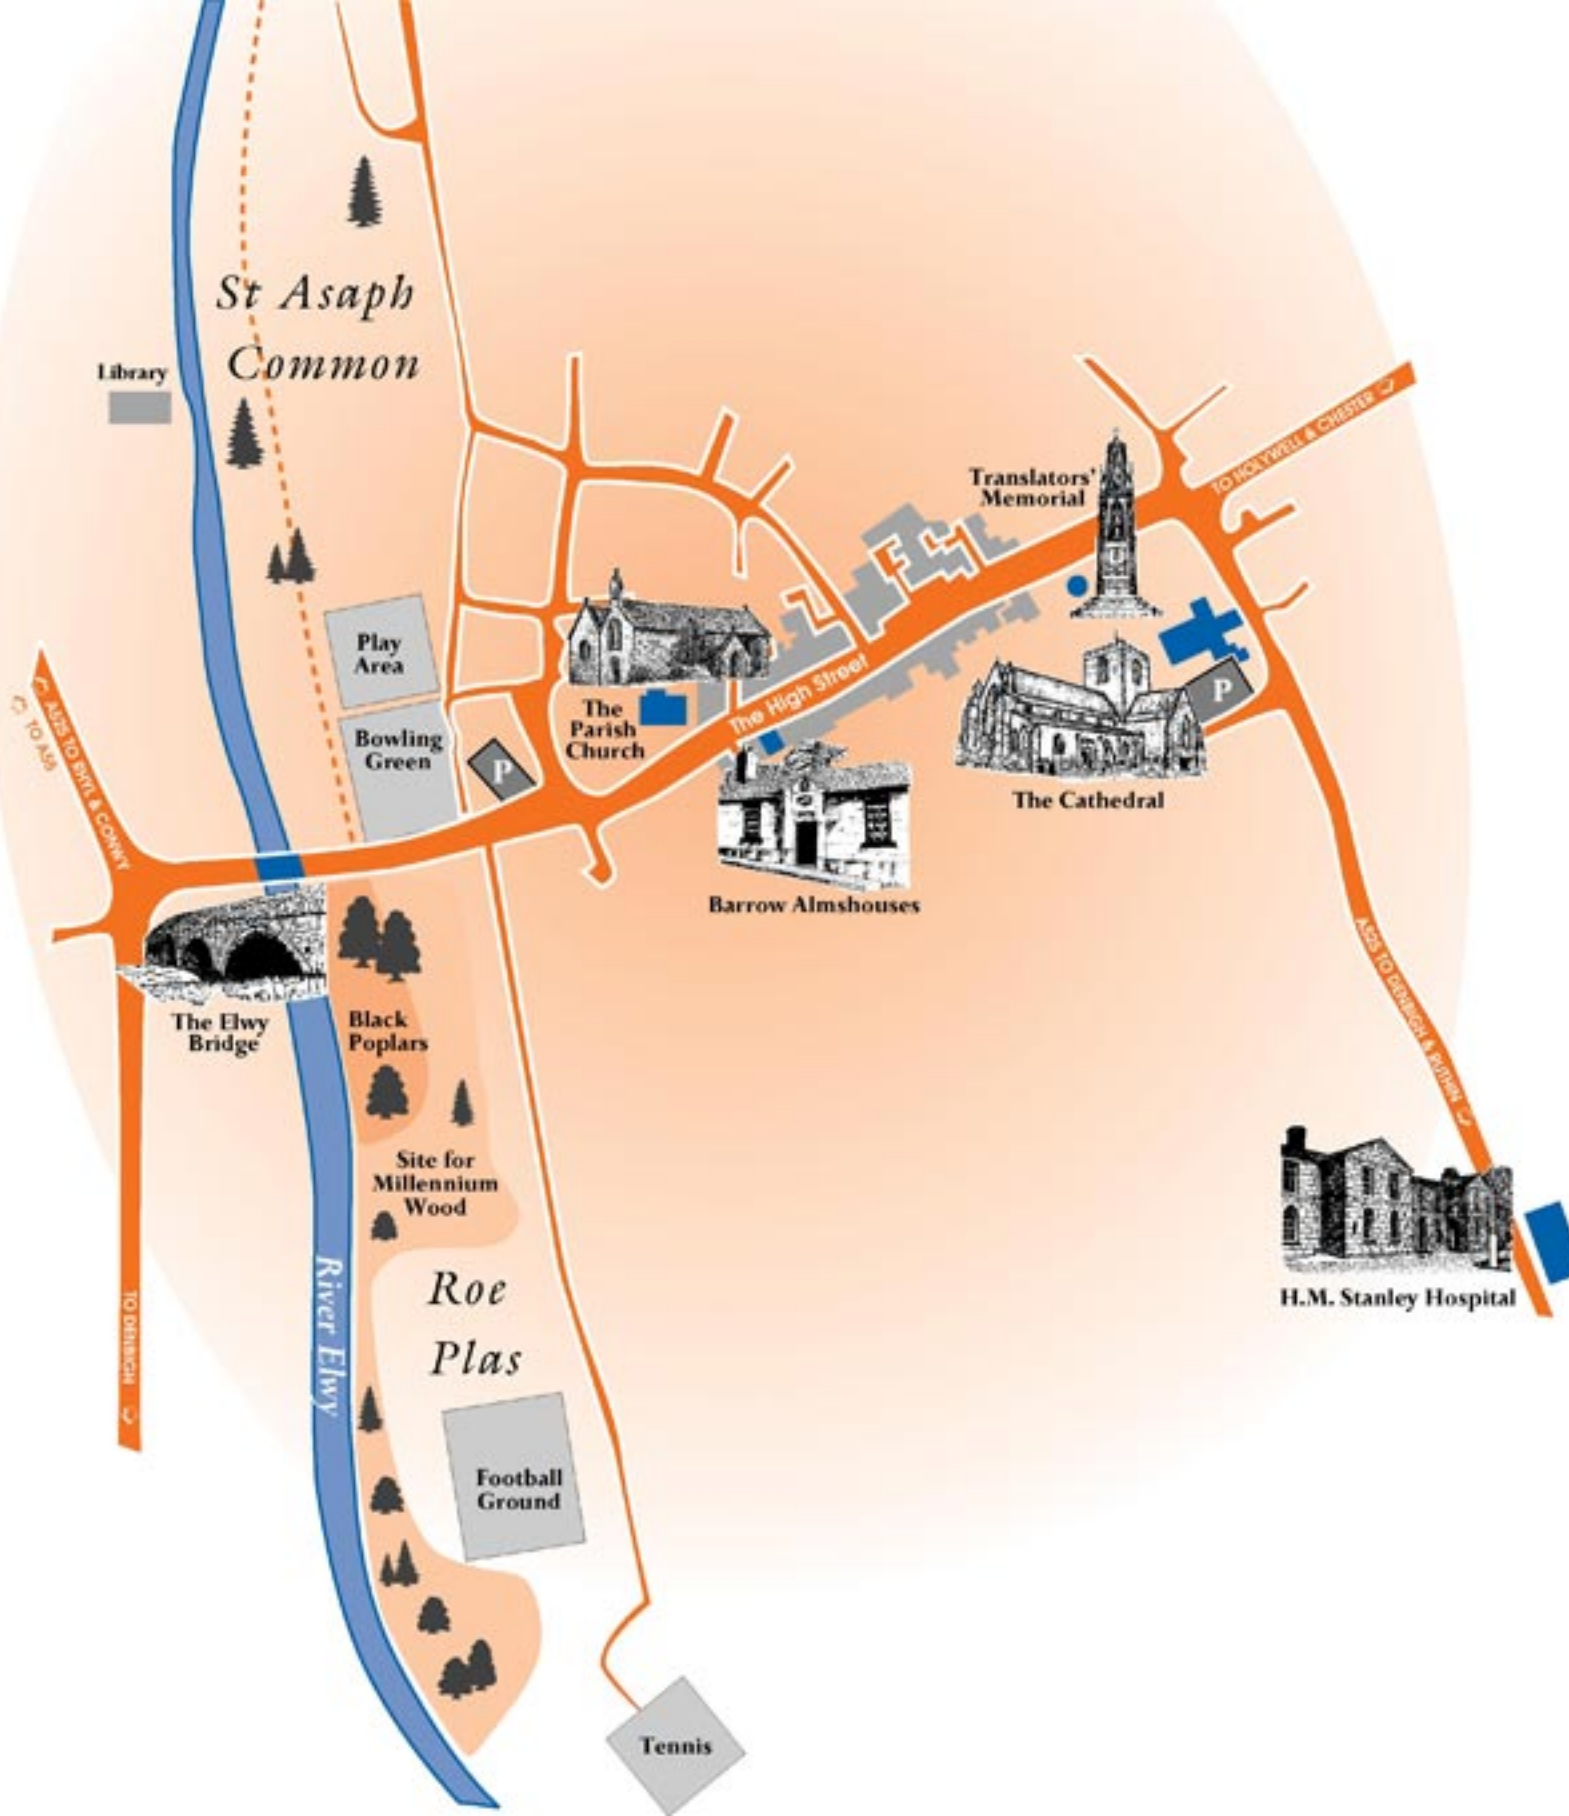 St Asaph
Common
Library
Translators'
Memorial
TO HOLYWELL & CHESTER
Play
Area
Bowling
Green
P
The
Parish
Church
The High Street
P
The Cathedral
Barrow Almshouses
A525 TO RHYL & CONWY
TO A55
The Elwy
Bridge
Black
Poplars
A525 TO DENBIGH & RUTHIN
Site for
Millennium
Wood
Roe
Plas
River Elwy
TO DENBIGH
H.M. Stanley Hospital
Football
Ground
Tennis